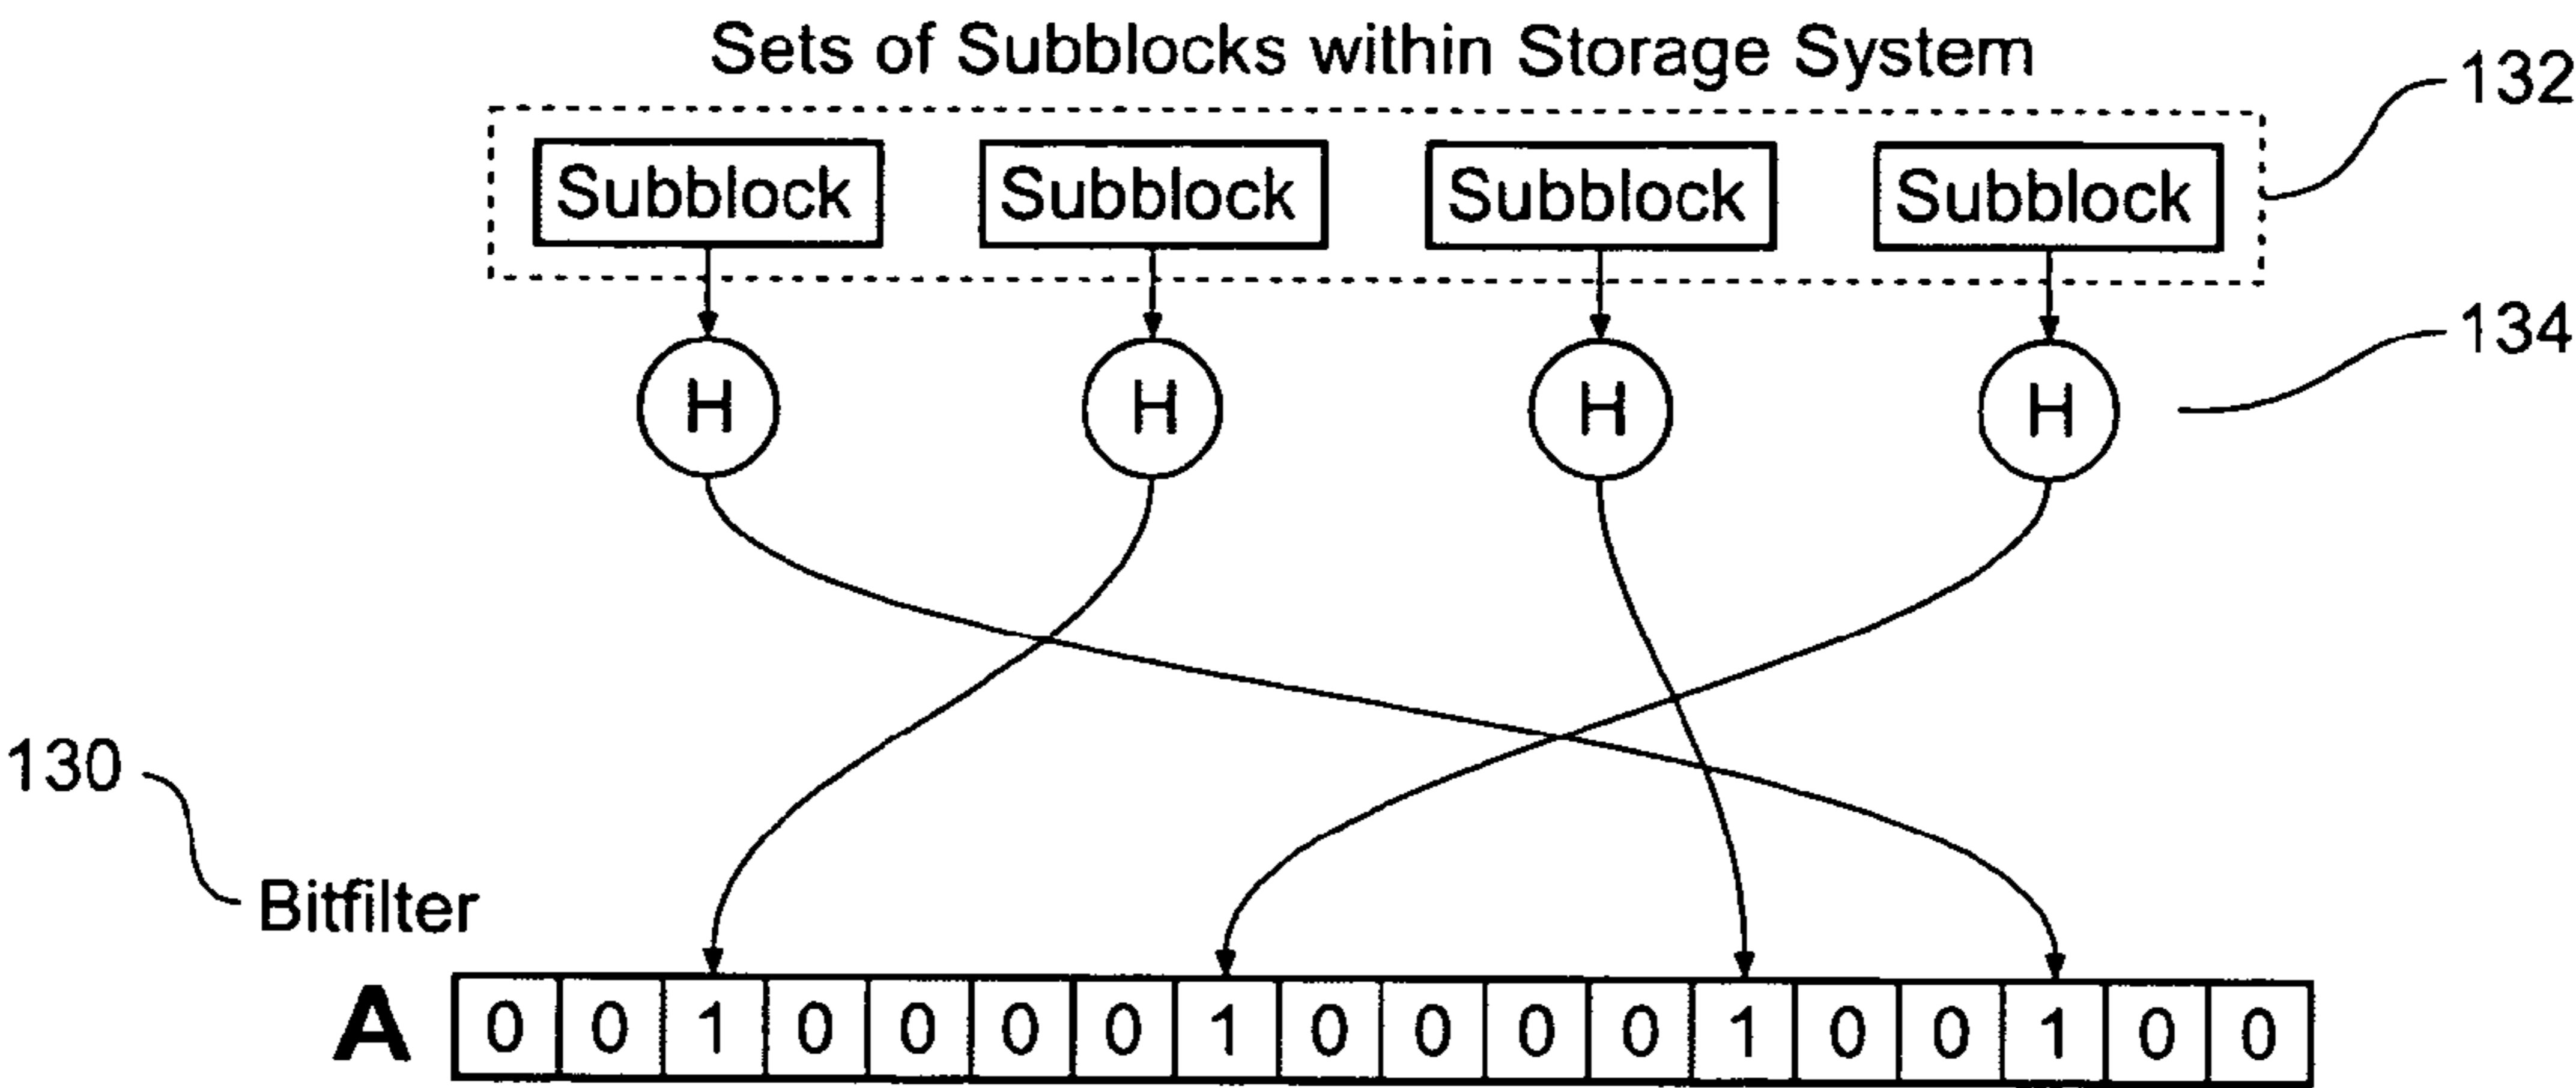 Sets of Subblocks within Storage System
132
Subblock Subblock Subblock Subblock
134
H H H H
130
Bitfilter
A 0 0 1 0 0 0 0 1 0 0 0 0 1 0 0 1 0 0